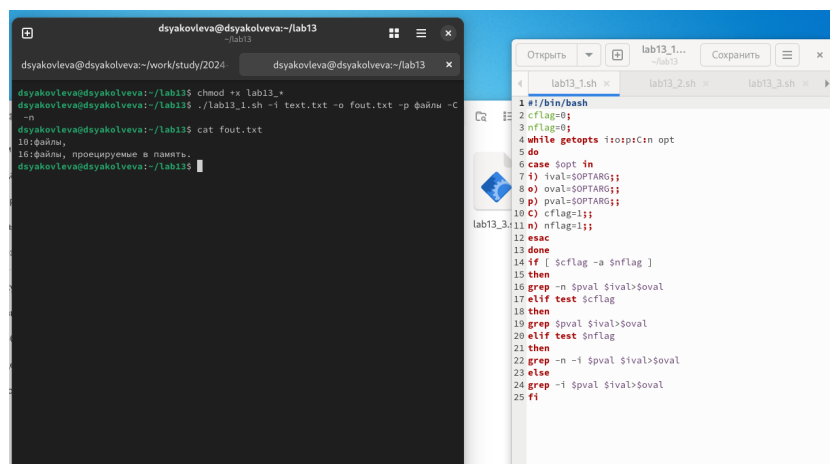 dsyakovleva@dsyakolveva:~/lab13
~/lab13
dsyakovleva@dsyakolveva:~/work/study/2024-
dsyakovleva@dsyakolveva:~/lab13
dsyakovleva@dsyakolveva:~/lab13$ chmod +x lab13_*
dsyakovleva@dsyakolveva:~/lab13$ ./lab13_1.sh -i text.txt -o fout.txt -p файлы -C
-n
dsyakovleva@dsyakolveva:~/lab13$ cat fout.txt
10:файлы,
16:файлы, проецируемые в память.
dsyakovleva@dsyakolveva:~/lab13$
lab13_3.
Открыть
lab13_1...
~/lab13
Сохранить
lab13_1.sh
lab13_2.sh
lab13_3.sh
1 #!/bin/bash
2 cflag=0;
3 nflag=0;
4 while getopts i:o:p:C:n opt
5 do
6 case $opt in
7 i) ival=$OPTARG;;
8 o) oval=$OPTARG;;
9 p) pval=$OPTARG;;
10 C) cflag=1;;
11 n) nflag=1;;
12 esac
13 done
14 if [ $cflag -a $nflag ]
15 then
16 grep -n $pval $ival>$oval
17 elif test $cflag
18 then
19 grep $pval $ival>$oval
20 elif test $nflag
21 then
22 grep -n -i $pval $ival>$oval
23 else
24 grep -i $pval $ival>$oval
25 fi